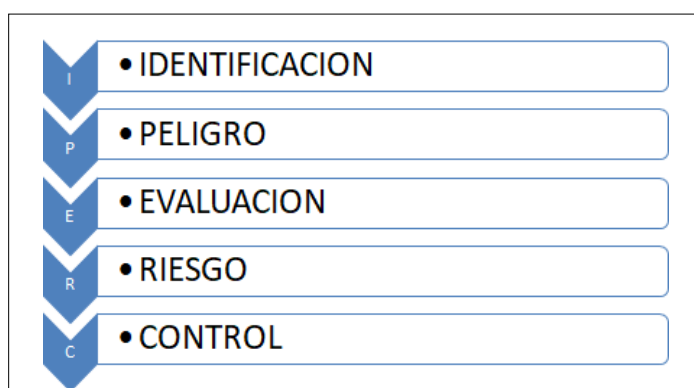 I
• IDENTIFICACION
P
• PELIGRO
E
• EVALUACION
R
• RIESGO
C
• CONTROL